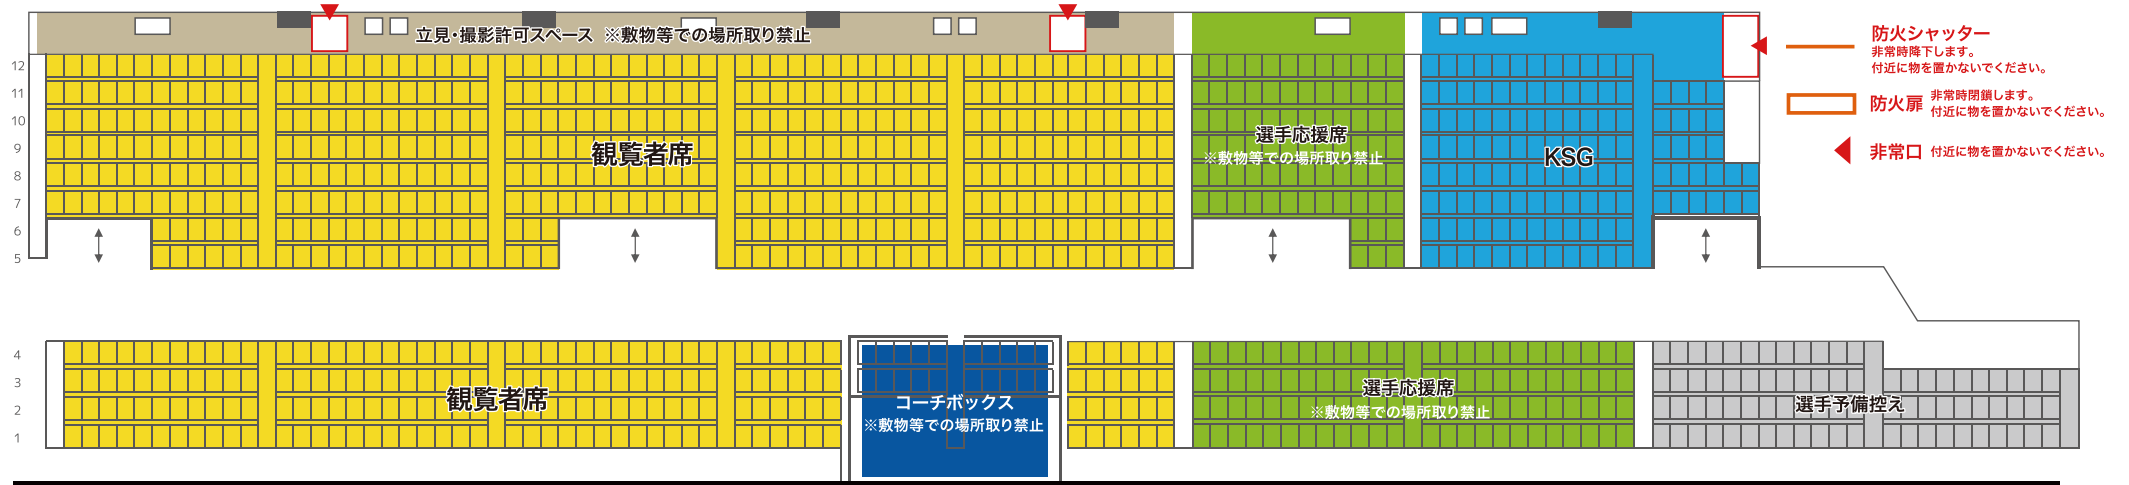 立見・撮影許可スペース ※敷物等での場所取り禁止
12
11
10
9
8
7
6
5
観覧者席
選手応援席
※敷物等での場所取り禁止
KSG
防火シャッター
非常時降下します。
付近に物を置かないでください。
防火扉
非常時閉鎖します。
付近に物を置かないでください。
非常口
付近に物を置かないでください。
4
3
2
1
観覧者席
コーチボックス
※敷物等での場所取り禁止
選手応援席
※敷物等での場所取り禁止
選手予備控え